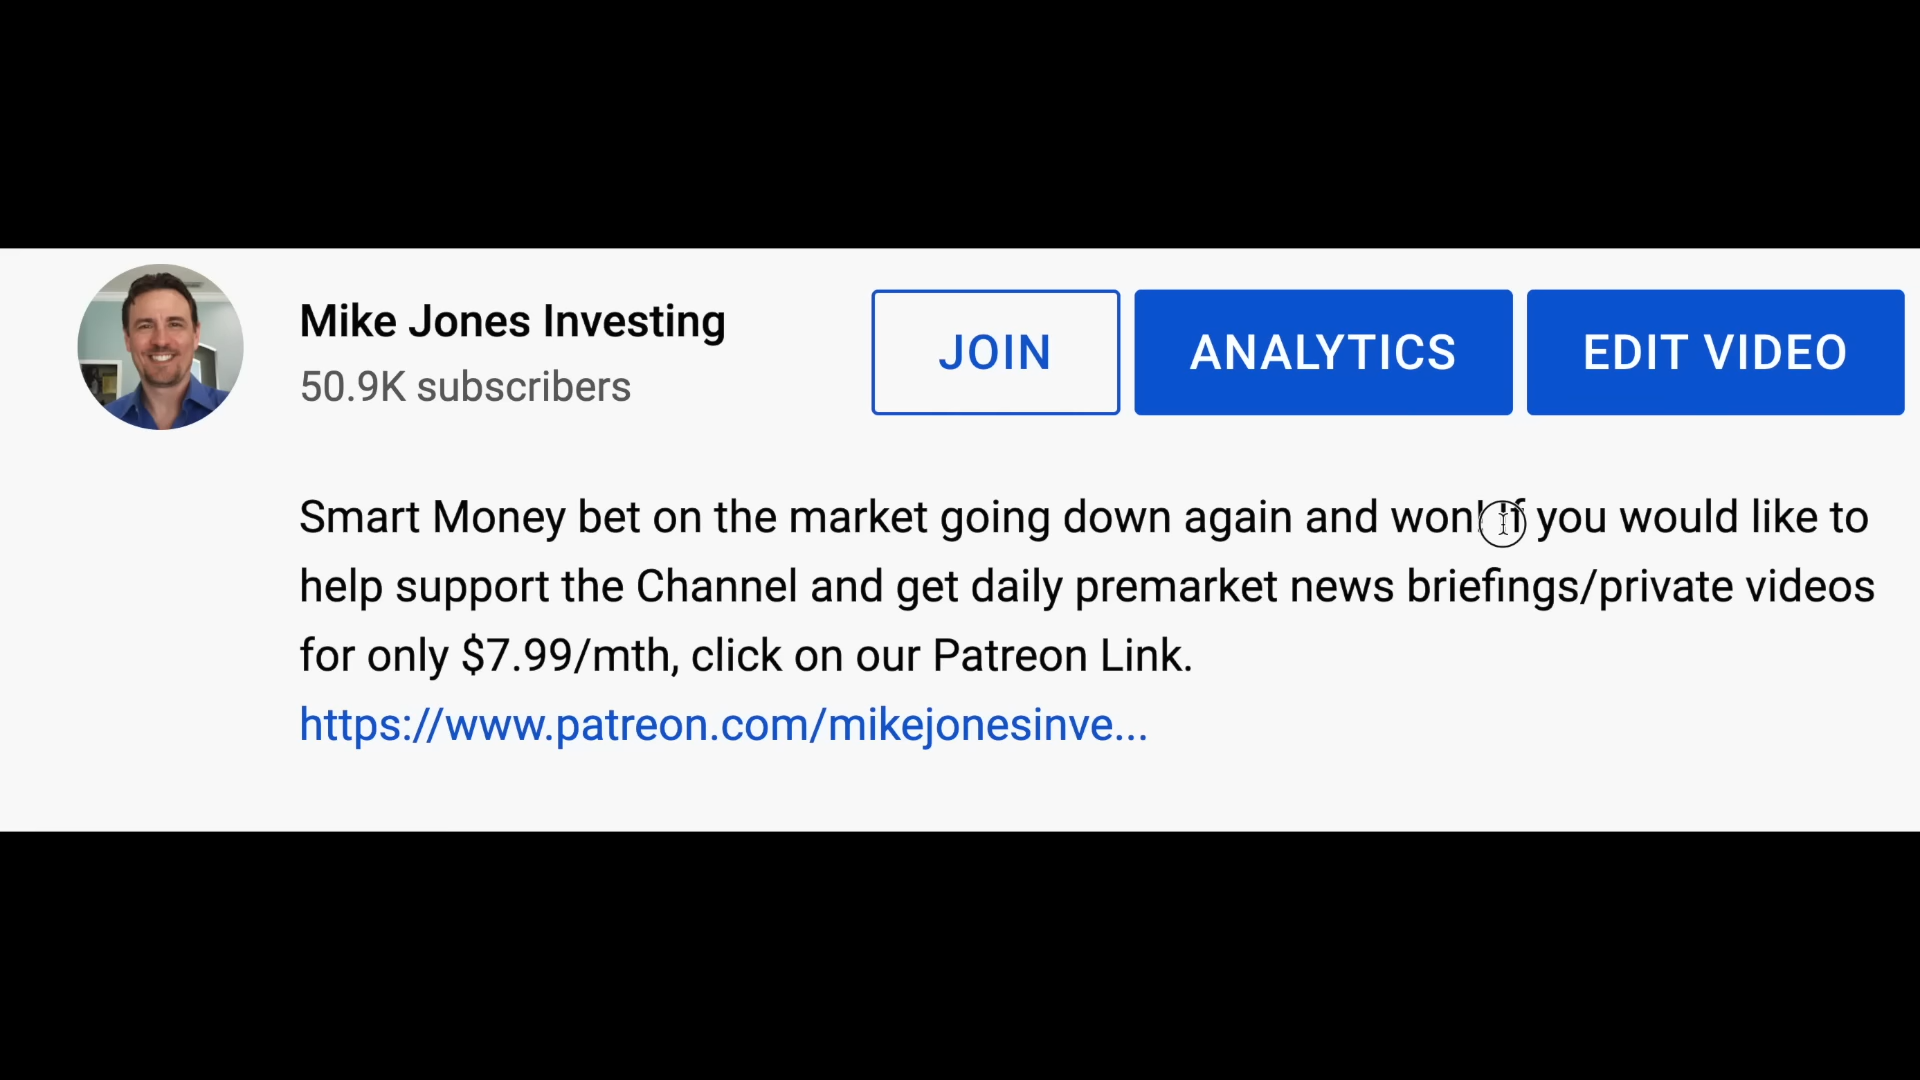 Mike Jones Investing
50.9K subscribers
JOIN
ANALYTICS
EDIT VIDEO
Smart Money bet on the market going down again and won! If you would like to
help support the Channel and get daily premarket news briefings/private videos
for only $7.99/mth, click on our Patreon Link.
https://www.patreon.com/mikejonesinve...